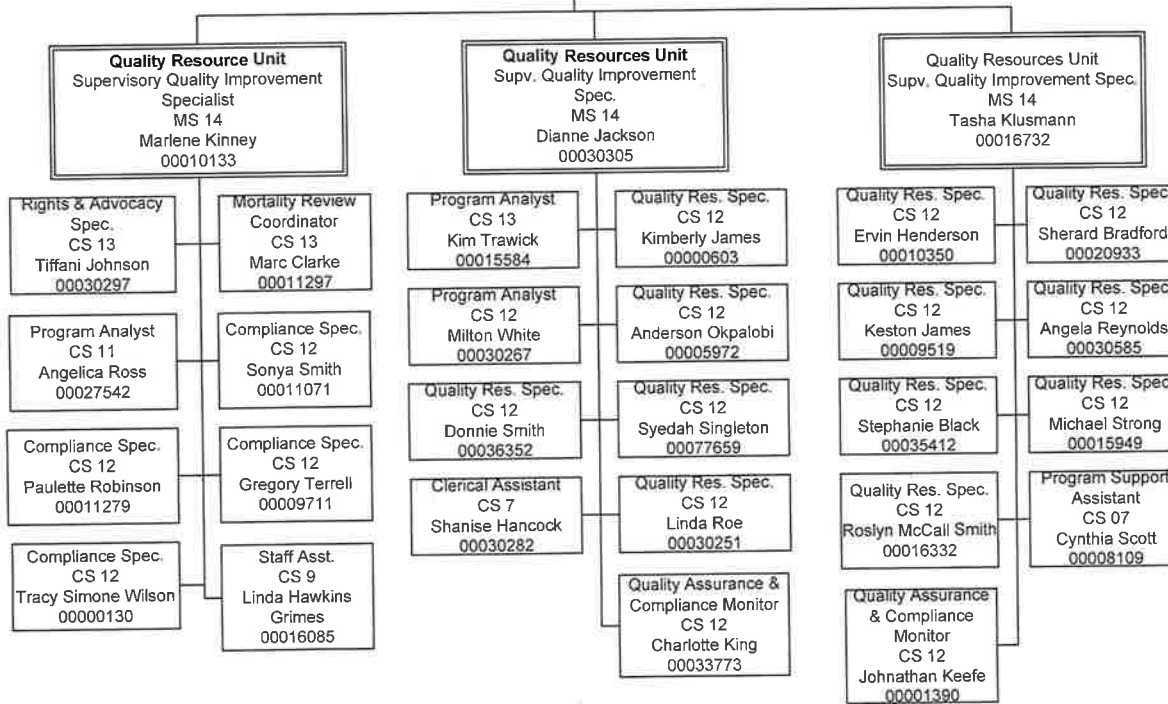 Quality Resource Unit
Supervisory Quality Improvement
Specialist
MS 14
Marlene Kinney
00010133
Rights & Advocacy
Spec.
CS 13
Tiffani Johnson
00030297
Mortality Review
Coordinator
CS 13
Marc Clarke
00011297
Program Analyst
CS 11
Angelica Ross
00027542
Compliance Spec.
CS 12
Sonya Smith
00011071
Compliance Spec.
CS 12
Paulette Robinson
00011279
Compliance Spec.
CS 12
Gregory Terrell
00009711
Compliance Spec.
CS 12
Tracy Simone Wilson
00000130
Staff Asst.
CS 9
Linda Hawkins
Grimes
00016085
Quality Resources Unit
Supv. Quality Improvement
Spec.
MS 14
Dianne Jackson
00030305
Program Analyst
CS 13
Kim Trawick
00015584
Quality Res. Spec.
CS 12
Kimberly James
00000603
Program Analyst
CS 12
Milton White
00030267
Quality Res. Spec.
CS 12
Anderson Okpalobi
00005972
Quality Res. Spec.
CS 12
Donnie Smith
00036352
Quality Res. Spec.
CS 12
Syedah Singleton
00077659
Clerical Assistant
CS 7
Shanise Hancock
00030282
Quality Res. Spec.
CS 12
Linda Roe
00030251
Quality Assurance &
Compliance Monitor
CS 12
Charlotte King
00033773
Quality Resources Unit
Supv. Quality Improvement Spec.
MS 14
Tasha Klusmann
00016732
Quality Res. Spec.
CS 12
Ervin Henderson
00010350
Quality Res. Spec.
CS 12
Sherard Bradford
00020933
Quality Res. Spec.
CS 12
Keston James
00009519
Quality Res. Spec.
CS 12
Angela Reynolds
00030585
Quality Res. Spec.
CS 12
Stephanie Black
00035412
Quality Res. Spec.
CS 12
Michael Strong
00015949
Quality Res. Spec.
CS 12
Roslyn McCall Smith
00016332
Program Support
Assistant
CS 07
Cynthia Scott
00008109
Quality Assurance
& Compliance
Monitor
CS 12
Johnathan Keefe
00001390